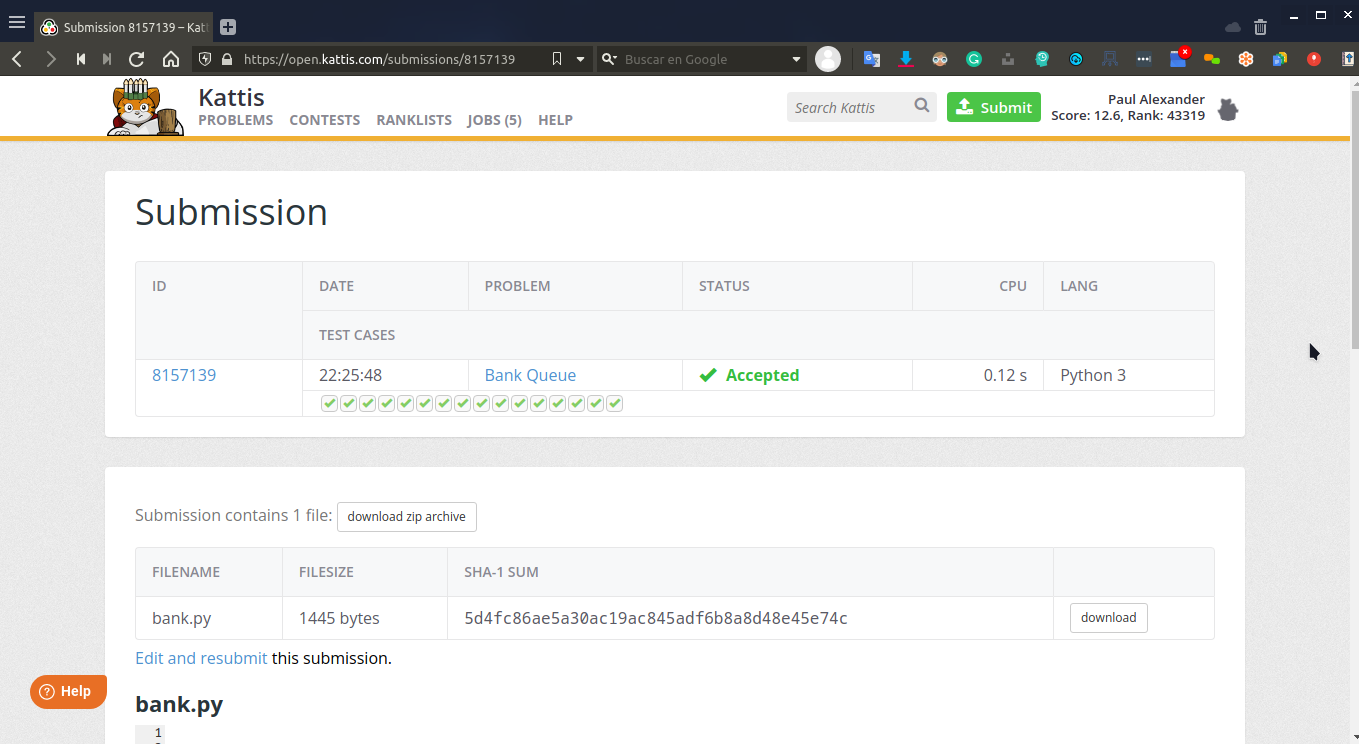 Submission 8157139 – Kat
https://open.kattis.com/submissions/8157139
Buscar en Google
Kattis
PROBLEMS CONTESTS RANKLISTS JOBS (5) HELP
Search Kattis
Submit
Paul Alexander
Score: 12.6, Rank: 43319
Submission
ID DATE PROBLEM STATUS CPU LANG
TEST CASES
8157139 22:25:48 Bank Queue Accepted 0.12 s Python 3
Submission contains 1 file: download zip archive
FILENAME FILESIZE SHA-1 SUM
bank.py 1445 bytes 5d4fc86ae5a30ac19ac845adf6b8a8d48e45e74c download
Edit and resubmit this submission.
Help
bank.py
1